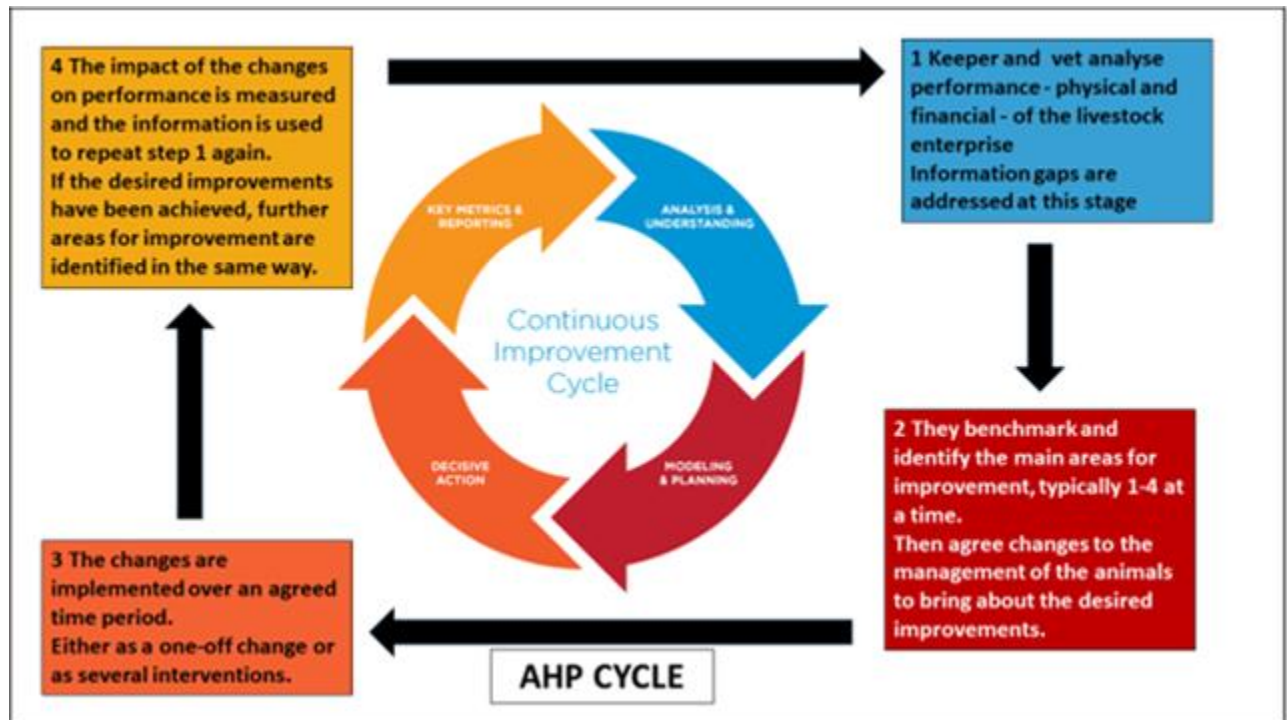 4 The impact of the changes
on performance is measured
and the information is used
to repeat step 1 again.
If the desired improvements
have been achieved, further
areas for improvement are
identified in the same way.
1 Keeper and vet analyse
performance - physical and
financial - of the livestock
enterprise
Information gaps are
addressed at this stage
KEY METRICS &
REPORTING
ANALYSIS &
UNDERSTANDING
Continuous
Improvement
Cycle
DECISIVE
ACTION
MODELING
& PLANNING
2 They benchmark and
identify the main areas for
improvement, typically 1-4 at
a time.
Then agree changes to the
management of the animals
to bring about the desired
improvements.
3 The changes are
implemented over an agreed
time period.
Either as a one-off change or
as several interventions.
AHP CYCLE